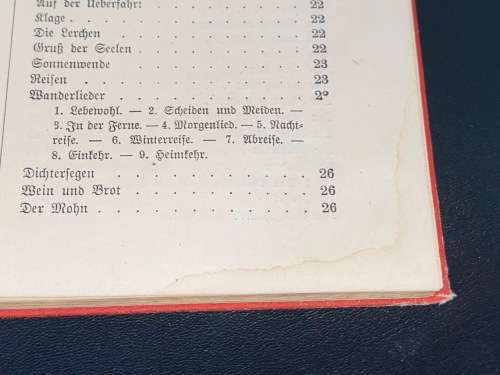 Auf der Ueberfahrt . . . . . . . . . . 22
Klage . . . . . . . . . . 22
Die Lerchen . . . . . . . . . . 22
Gruß der Seelen . . . . . . . . . . 22
Sonnenwende . . . . . . . . . . 23
Reisen . . . . . . . . . . 23
Wanderlieder . . . . . . . . . .
1. Lebewohl. — 2. Scheiden und Meiden. —
3. In der Ferne. — 4. Morgenlied. — 5. Nacht-
reise. — 6. Winterreise. — 7. Abreise. —
8. Einkehr. — 9. Heimkehr.
Dichtersegen . . . . . . . . . . 26
Wein und Brot . . . . . . . . . . 26
Der Mohn . . . . . . . . . . 26